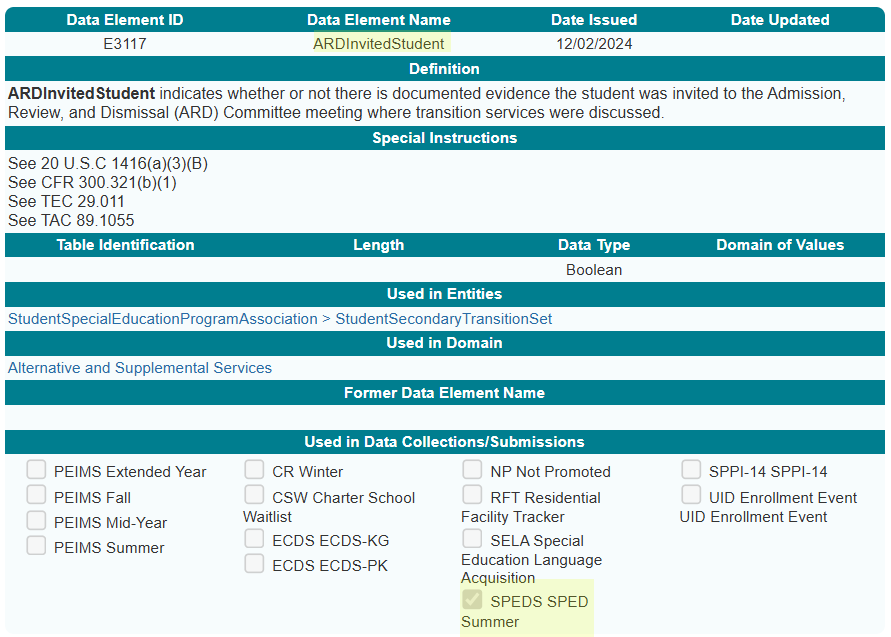 Data Element ID Data Element Name Date Issued Date Updated
E3117 ARDInvitedStudent 12/02/2024
Definition
ARDInvitedStudent indicates whether or not there is documented evidence the student was invited to the Admission,
Review, and Dismissal (ARD) Committee meeting where transition services were discussed.
Special Instructions
See 20 U.S.C 1416(a)(3)(B)
See CFR 300.321(b)(1)
See TEC 29.011
See TAC 89.1055
Table Identification Length Data Type Domain of Values
Boolean
Used in Entities
StudentSpecialEducationProgramAssociation > StudentSecondaryTransitionSet
Used in Domain
Alternative and Supplemental Services
Former Data Element Name
Used in Data Collections/Submissions
PEIMS Extended Year
PEIMS Fall
PEIMS Mid-Year
PEIMS Summer
CR Winter
CSW Charter School
Waitlist
ECDS ECDS-KG
ECDS ECDS-PK
NP Not Promoted
RFT Residential
Facility Tracker
SELA Special
Education Language
Acquisition
SPEDS SPED
Summer
SPPI-14 SPPI-14
UID Enrollment Event
UID Enrollment Event